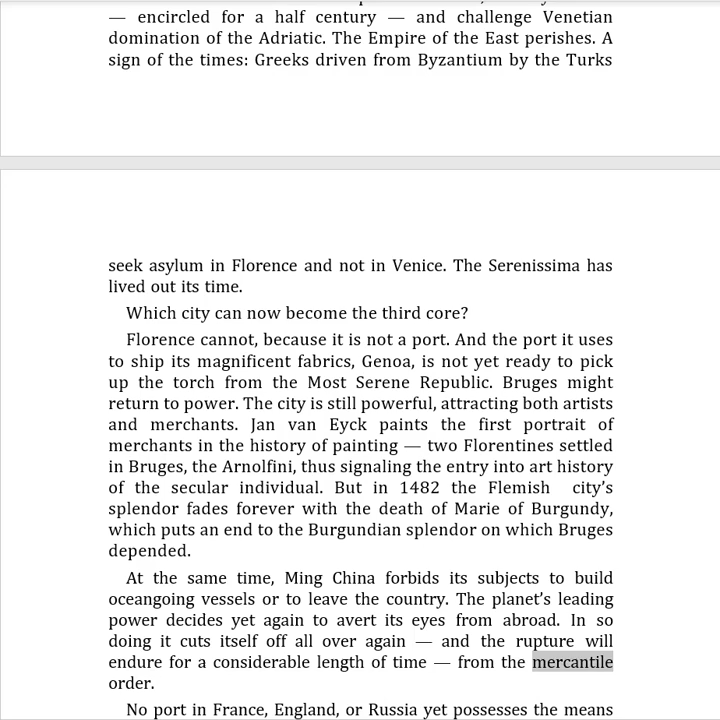 — encircled for a half century — and challenge Venetian
domination of the Adriatic. The Empire of the East perishes. A
sign of the times: Greeks driven from Byzantium by the Turks
seek asylum in Florence and not in Venice. The Serenissima has
lived out its time.
Which city can now become the third core?
Florence cannot, because it is not a port. And the port it uses
to ship its magnificent fabrics, Genoa, is not yet ready to pick
up the torch from the Most Serene Republic. Bruges might
return to power. The city is still powerful, attracting both artists
and merchants. Jan van Eyck paints the first portrait of
merchants in the history of painting — two Florentines settled
in Bruges, the Arnolfini, thus signaling the entry into art history
of the secular individual. But in 1482 the Flemish city’s
splendor fades forever with the death of Marie of Burgundy,
which puts an end to the Burgundian splendor on which Bruges
depended.
At the same time, Ming China forbids its subjects to build
oceangoing vessels or to leave the country. The planet’s leading
power decides yet again to avert its eyes from abroad. In so
doing it cuts itself off all over again — and the rupture will
endure for a considerable length of time — from the mercantile
order.
No port in France, England, or Russia yet possesses the means